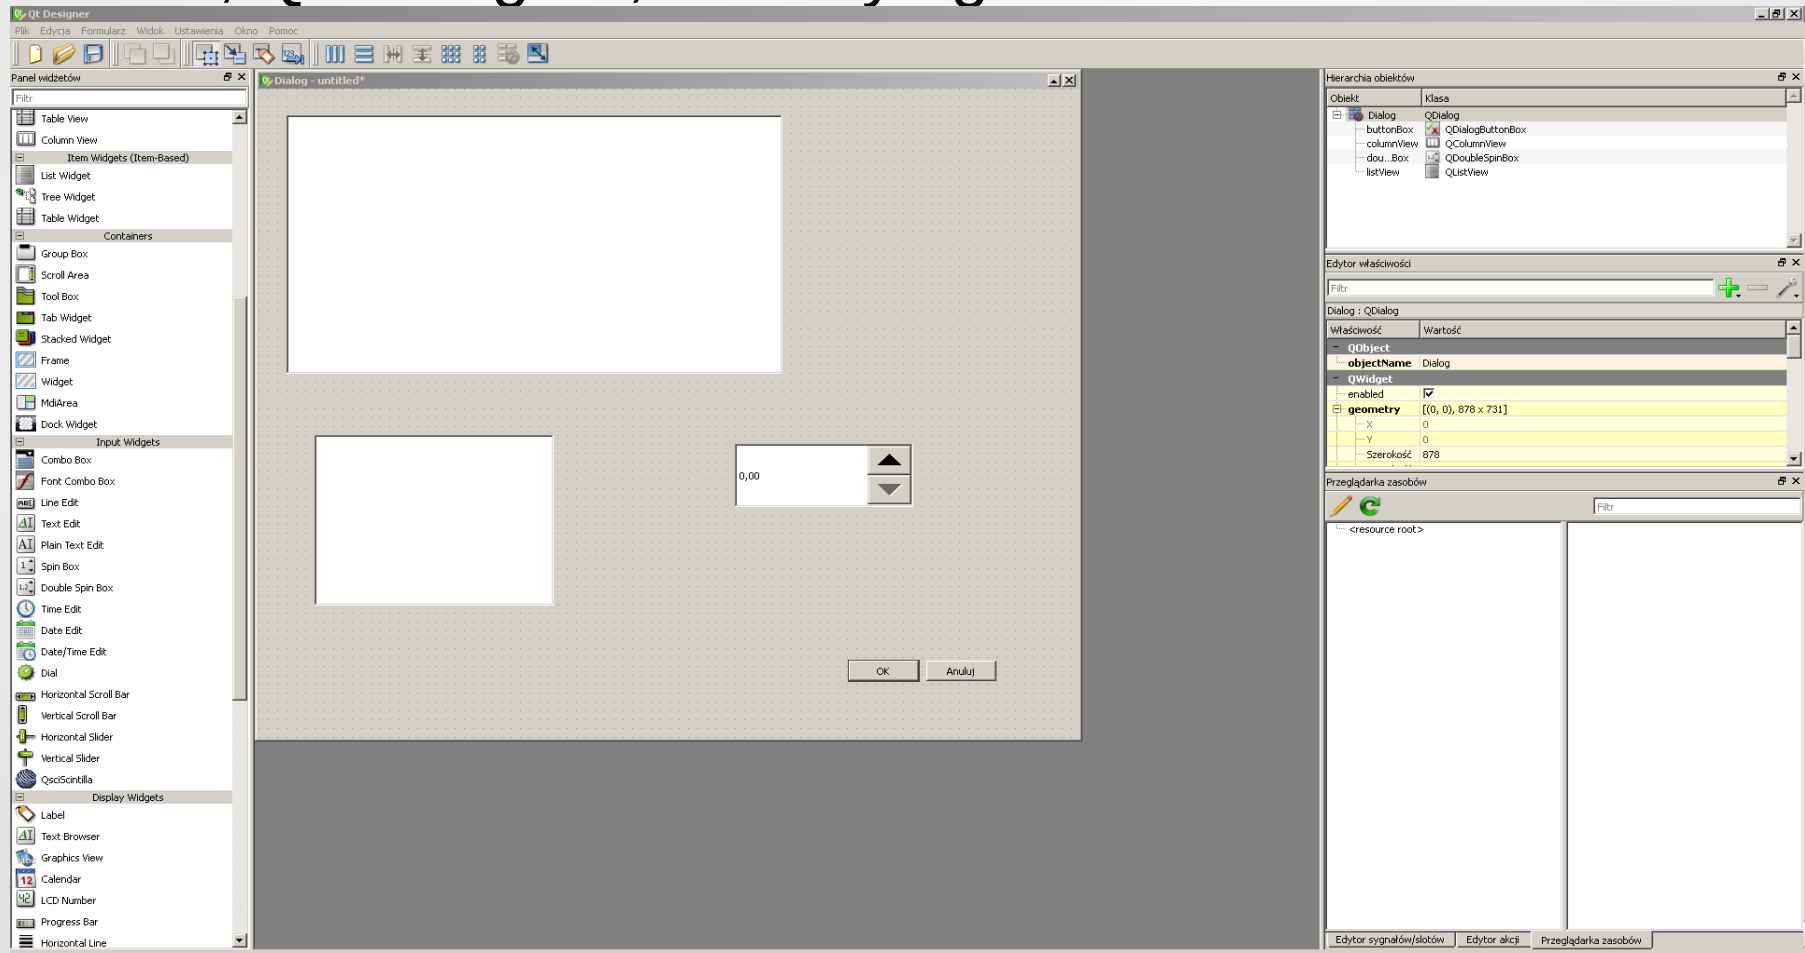 Qt Designer
Plik Edycja Formularz Widok Ustawienia Okno Pomoc
Panel widżetów
Filtr
Table View
Column View
Item Widgets (Item-Based)
List Widget
Tree Widget
Table Widget
Containers
Group Box
Scroll Area
Tool Box
Tab Widget
Stacked Widget
Frame
Widget
MdiArea
Dock Widget
Input Widgets
Combo Box
Font Combo Box
Line Edit
Text Edit
Plain Text Edit
Spin Box
Double Spin Box
Time Edit
Date Edit
Date/Time Edit
Dial
Horizontal Scroll Bar
Vertical Scroll Bar
Horizontal Slider
Vertical Slider
QsciScintilla
Display Widgets
Label
Text Browser
Graphics View
Calendar
LCD Number
Progress Bar
Horizontal Line
Dialog - untitled*
0,00
OK Anuluj
Hierarchia obiektów
Obiekt Klasa
Dialog QDialog
buttonBox QDialogButtonBox
columnView QColumnView
dou...Box QDoubleSpinBox
listView QListView
Edytor właściwości
Filtr
Dialog : QDialog
Właściwość Wartość
QObject
objectName Dialog
QWidget
enabled
geometry [(0, 0), 878 x 731]
X 0
Y 0
Szerokość 878
Przeglądarka zasobów
Filtr
<resource root>
Edytor sygnałów/slotów Edytor akcji Przeglądarka zasobów